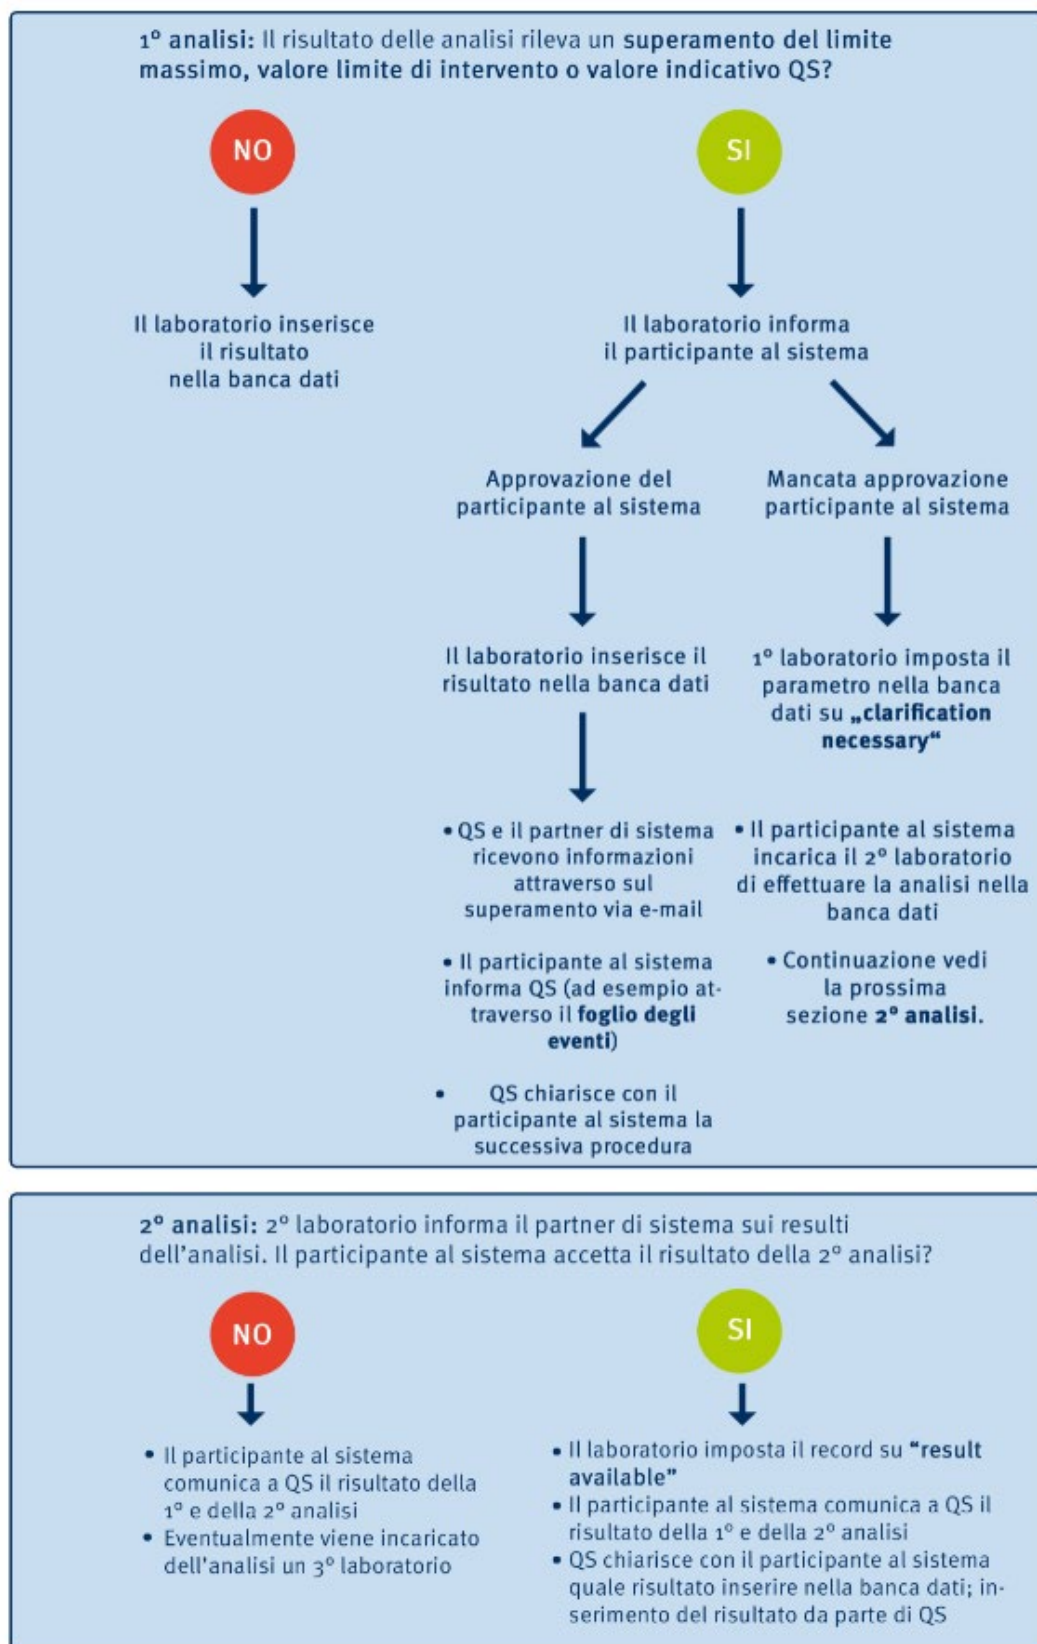 1° analisi: Il risultato delle analisi rileva un superamento del limite
massimo, valore limite di intervento o valore indicativo QS?
NO
SI
Il laboratorio inserisce
il risultato
nella banca dati
Il laboratorio informa
il participante al sistema
Approvazione del
participante al sistema
Mancata approvazione
participante al sistema
Il laboratorio inserisce il
risultato nella banca dati
1° laboratorio imposta il
parametro nella banca
dati su „clarification
necessary“
• QS e il partner di sistema
ricevono informazioni
attraverso sul
superamento via e-mail
• Il participante al sistema
informa QS (ad esempio at-
traverso il foglio degli
eventi)
• QS chiarisce con il
participante al sistema la
successiva procedura
• Il participante al sistema
incarica il 2° laboratorio
di effettuare la analisi nella
banca dati
• Continuazione vedi
la prossima
sezione 2° analisi.
2° analisi: 2° laboratorio informa il partner di sistema sui resulti
dell'analisi. Il participante al sistema accetta il risultato della 2° analisi?
NO
SI
• Il participante al sistema
comunica a QS il risultato della
1° e della 2° analisi
• Eventualmente viene incaricato
dell'analisi un 3° laboratorio
• Il laboratorio imposta il record su “result
available”
• Il participante al sistema comunica a QS il
risultato della 1° e della 2° analisi
• QS chiarisce con il participante al sistema
quale risultato inserire nella banca dati; in-
serimento del risultato da parte di QS